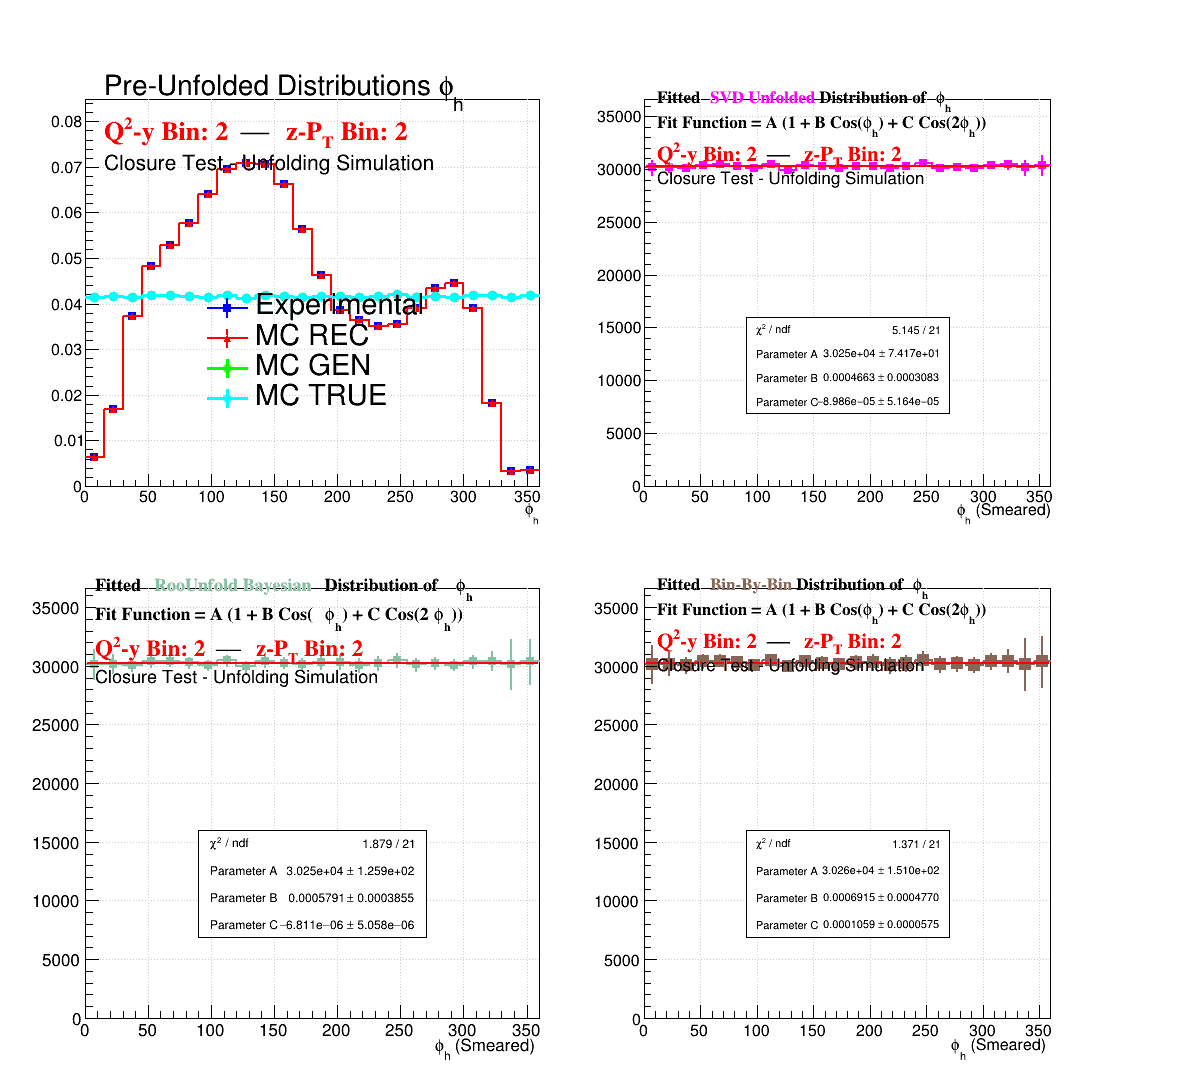 Pre-Unfolded Distributions ϕh
Q²-y Bin: 2 — z-PT Bin: 2
Closure Test - Unfolding Simulation
0.08
0.07
0.06
0.05
0.04
0.03
0.02
0.01
0
Experimental
MC REC
MC GEN
MC TRUE
0 50 100 150 200 250 300
ϕh
Fitted SVD Unfolded Distribution of ϕh
Fit Function = A (1 + B Cos(ϕh) + C Cos(2ϕh))
Q²-y Bin: 2 — z-PT Bin: 2
Closure Test - Unfolding Simulation
35000
30000
25000
20000
15000
10000
5000
0
χ² / ndf 5.145 / 21
Parameter A 3.025e+04 ± 7.417e+01
Parameter B 0.0004663 ± 0.0003083
Parameter C −8.986e−05 ± 5.164e−05
0 50 100 150 200 250 300 350
ϕh (Smeared)
Fitted RooUnfold Bayesian Distribution of ϕh
Fit Function = A (1 + B Cos( ϕh) + C Cos(2 ϕh))
Q²-y Bin: 2 — z-PT Bin: 2
Closure Test - Unfolding Simulation
35000
30000
25000
20000
15000
10000
5000
0
χ² / ndf 1.879 / 21
Parameter A 3.025e+04 ± 1.259e+02
Parameter B 0.0005791 ± 0.0003855
Parameter C −6.811e−06 ± 5.058e−06
0 50 100 150 200 250 300 350
ϕh (Smeared)
Fitted Bin-By-Bin Distribution of ϕh
Fit Function = A (1 + B Cos(ϕh) + C Cos(2ϕh))
Q²-y Bin: 2 — z-PT Bin: 2
Closure Test - Unfolding Simulation
35000
30000
25000
20000
15000
10000
5000
0
χ² / ndf 1.371 / 21
Parameter A 3.026e+04 ± 1.510e+02
Parameter B 0.0006915 ± 0.0004770
Parameter C 0.0001059 ± 0.0000575
0 50 100 150 200 250 300 350
ϕh (Smeared)